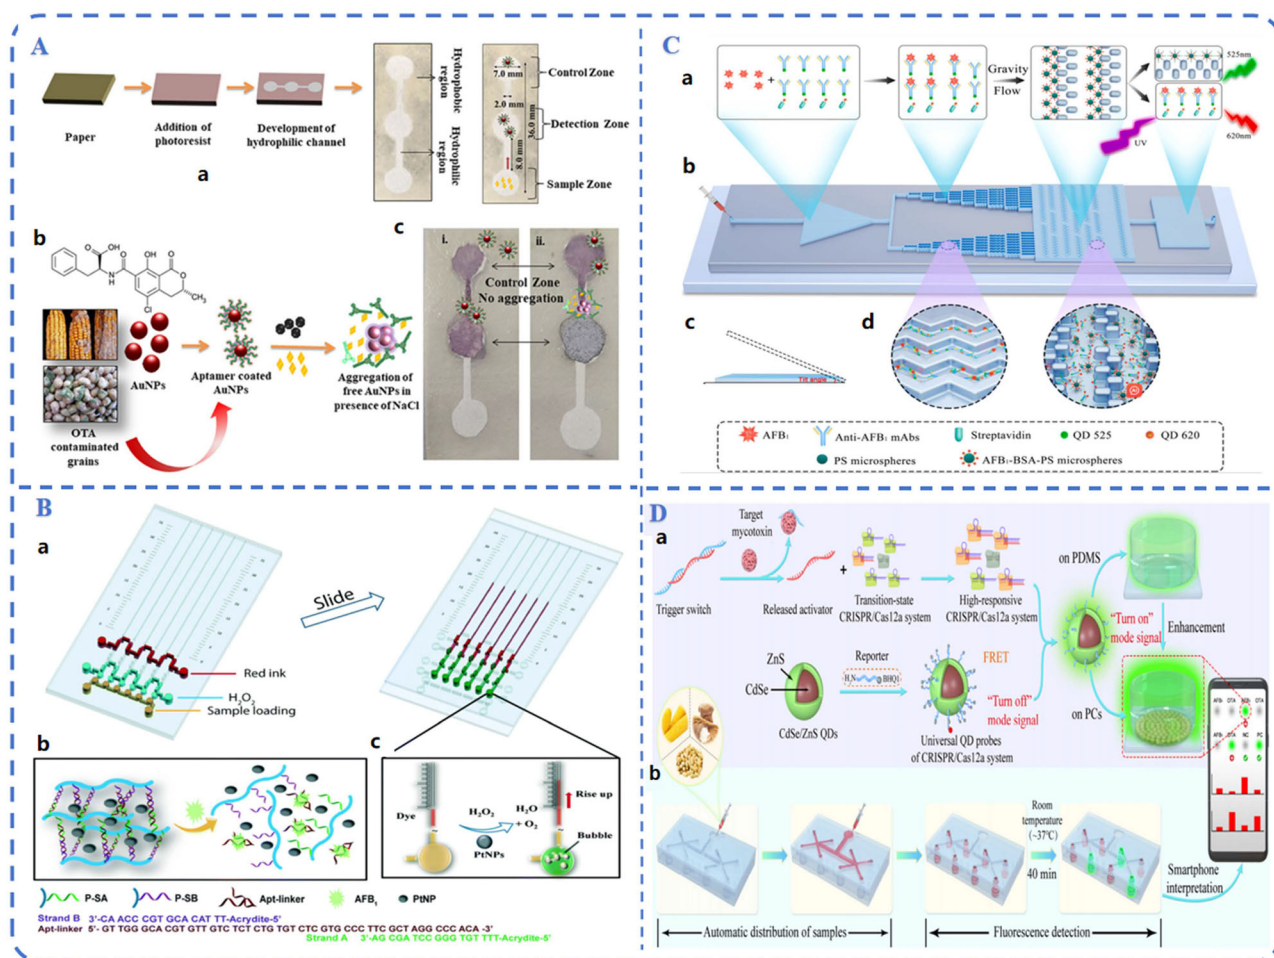 A
Paper
Addition of
photoresist
Development of
hydrophilic channel
a
Hydrophobic
region
Hydrophilic
region
7.0 mm
2.0 mm
36.0 mm
8.0 mm
Control Zone
Detection Zone
Sample Zone
b
OH
O
OH
O
N
H
O
O
CH3
Cl
AuNPs
Aptamer coated
AuNPs
Aggregation of
free AuNPs in
presence of NaCl
OTA
contaminated
grains
c
i.
ii.
Control Zone
No aggregation
C
a
+
Gravity
Flow
525nm
620nm
UV
b
c
Tilt angle
d
AFB₁
Anti-AFB₁ mAbs
Streptavidin
QD 525
QD 620
PS microspheres
AFB₁-BSA-PS microspheres
B
a
Slide
Red ink
H₂O₂
Sample loading
b
c
Dye
H₂O₂
PtNPs
H₂O
+ O₂
Rise up
Bubble
P-SA
P-SB
Apt-linker
AFB₁
PtNP
Strand B 3'-CA ACC CGT GCA CAT TT-Acrydite-5'
Apt-linker 5'- GT TGG GCA CGT GTT GTC TCT CTG TGT CTC GTG CCC TTC GCT AGG CCC ACA -3'
Strand A 3'-AG CGA TCC GGG TGT TTT-Acrydite-5'
D
a
Target
mycotoxin
Trigger switch
Released activator
+
Transition-state
CRISPR/Cas12a system
High-responsive
CRISPR/Cas12a system
on PDMS
"Turn on"
mode signal
Enhancement
ZnS
CdSe
CdSe/ZnS QDs
Reporter
H₂N
BHQ1
FRET
"Turn off"
mode signal
Universal QD probes
of CRISPR/Cas12a system
on PCs
b
Room
temperature
(~37°C)
40 min
Smartphone
interpretation
Automatic distribution of samples
Fluorescence detection